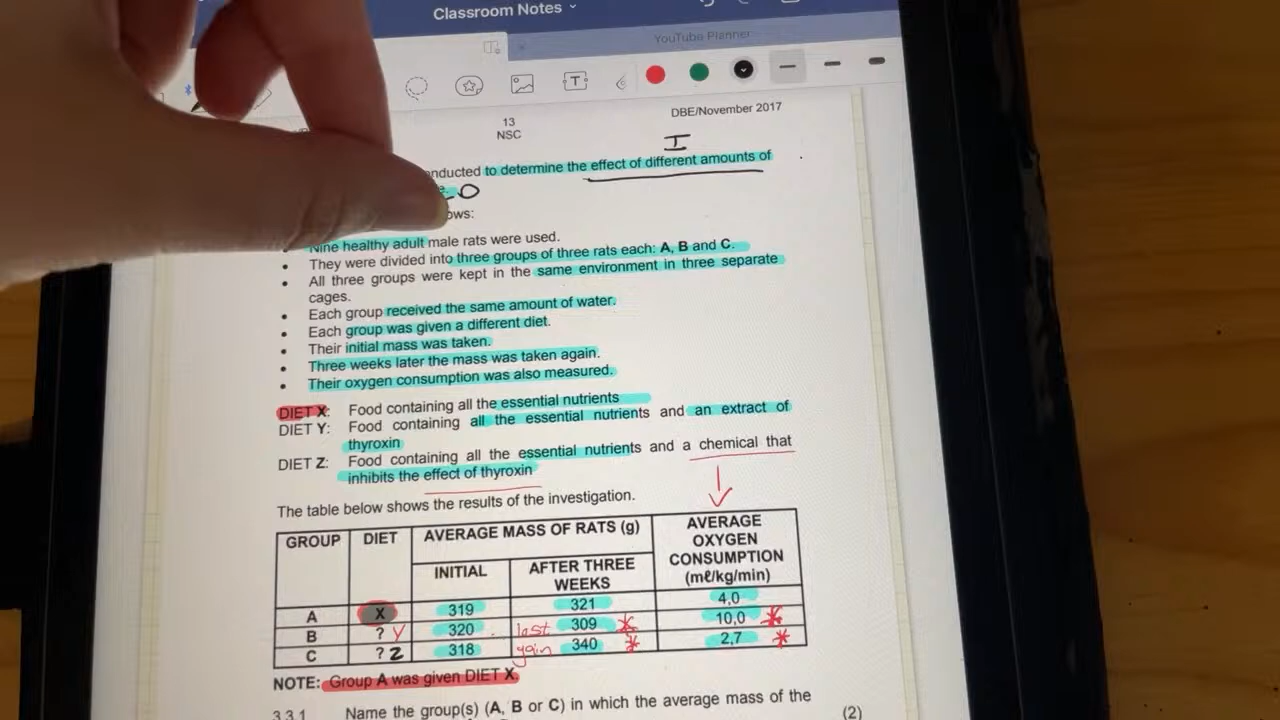 Classroom Notes
YouTube Planner
T
13
DBE/November 2017
NSC
I
conducted to determine the effect of different amounts of
O
Nine healthy adult male rats were used.
They were divided into three groups of three rats each: A, B and C.
All three groups were kept in the same environment in three separate
cages.
Each group received the same amount of water.
Each group was given a different diet.
Their initial mass was taken.
Three weeks later the mass was taken again.
Their oxygen consumption was also measured.
DIET X: Food containing all the essential nutrients
DIET Y: Food containing all the essential nutrients and an extract of
thyroxin
DIET Z: Food containing all the essential nutrients and a chemical that
inhibits the effect of thyroxin
The table below shows the results of the investigation.
GROUP DIET AVERAGE MASS OF RATS (g) AVERAGE
OXYGEN
CONSUMPTION
(mℓ/kg/min)
INITIAL AFTER THREE
WEEKS
A X 319 321 4,0
B ? Y 320 lost 309 * 10,0 *
C ? Z 318 gain 340 * 2,7 *
NOTE: Group A was given DIET X.
3.3.1 Name the group(s) (A, B or C) in which the average mass of the
(2)